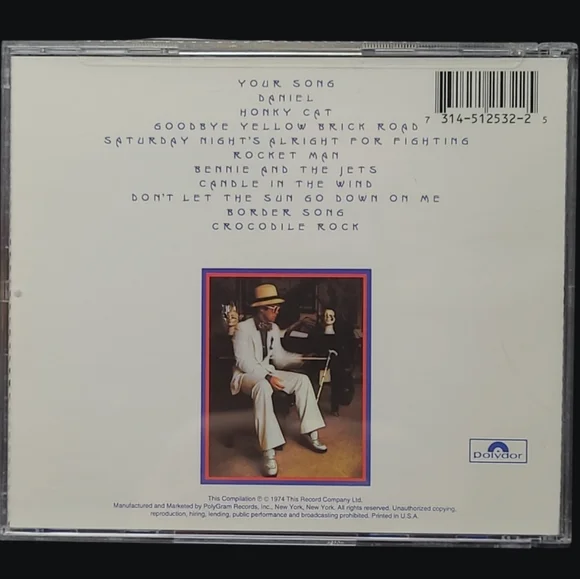 YOUR SONG
DANIEL
HONKY CAT
GOODBYE YELLOW BRICK ROAD
SATURDAY NIGHT'S ALRIGHT FOR FIGHTING
ROCKET MAN
BENNIE AND THE JETS
CANDLE IN THE WIND
DON'T LET THE SUN GO DOWN ON ME
BORDER SONG
CROCODILE ROCK
7 314-512532-2 5
polydor
This Compilation ℗ © 1974 This Record Company Ltd.
Manufactured and Marketed by PolyGram Records, Inc., New York, New York. All rights reserved. Unauthorized copying,
reproduction, hiring, lending, public performance and broadcasting prohibited. Printed in U.S.A.